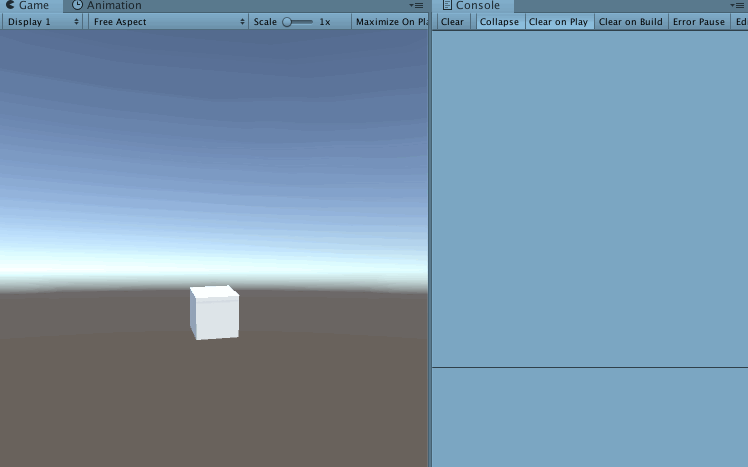 Game Animation
Display 1 Free Aspect Scale 1x Maximize On Pla
Console
Clear Collapse Clear on Play Clear on Build Error Pause Ed